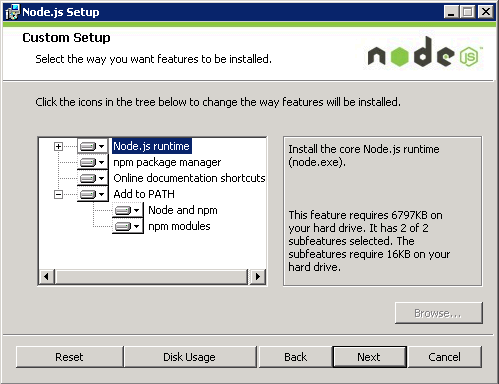 Node.js Setup
Custom Setup
Select the way you want features to be installed.
node
JS
Click the icons in the tree below to change the way features will be installed.
Node.js runtime
npm package manager
Online documentation shortcuts
Add to PATH
Node and npm
npm modules
Install the core Node.js runtime
(node.exe).
This feature requires 6797KB on
your hard drive. It has 2 of 2
subfeatures selected. The
subfeatures require 16KB on your
hard drive.
Browse...
Reset
Disk Usage
Back
Next
Cancel